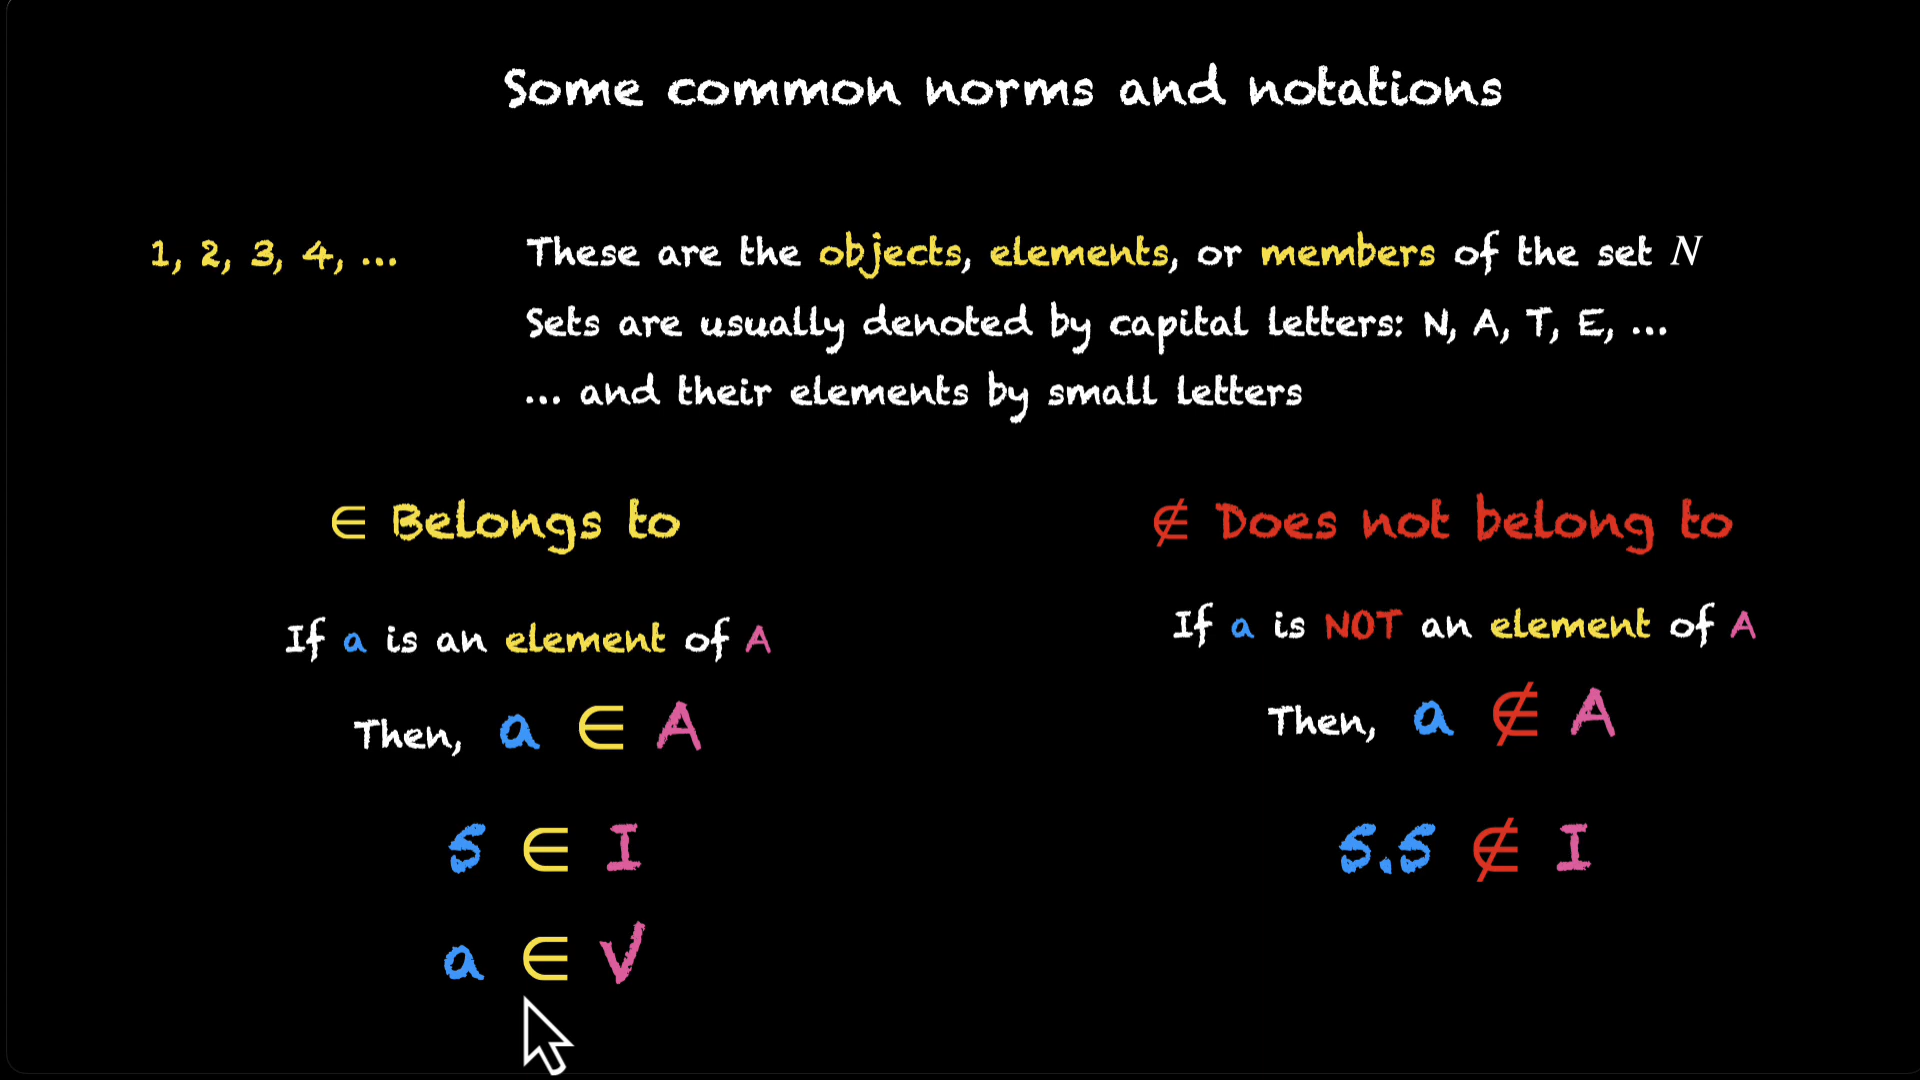 Some common norms and notations
1, 2, 3, 4, ...
These are the objects, elements, or members of the set N
Sets are usually denoted by capital letters: N, A, T, E, ...
... and their elements by small letters
∈ Belongs to
If a is an element of A
Then, a ∈ A
5 ∈ I
a ∈ V
∉ Does not belong to
If a is NOT an element of A
Then, a ∉ A
5.5 ∉ I